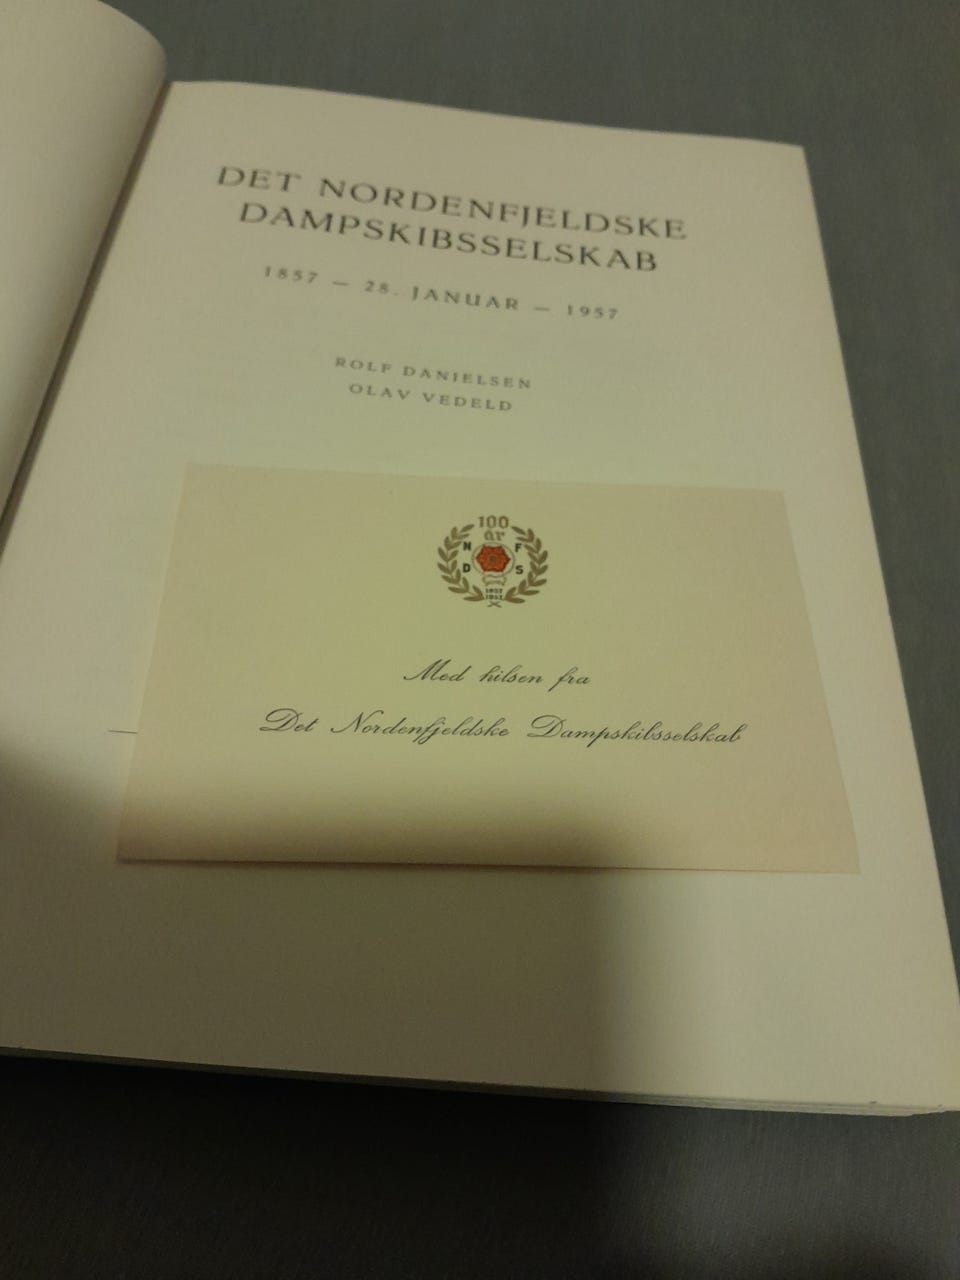 DET NORDENFJELDSKE
DAMPSKIBSSELSKAB
1857 — 28. JANUAR — 1957
ROLF DANIELSEN
OLAV VEDELD
100
år
N F
D S
1857
1957
Med hilsen fra
Det Nordenfjeldske Dampskibsselskab